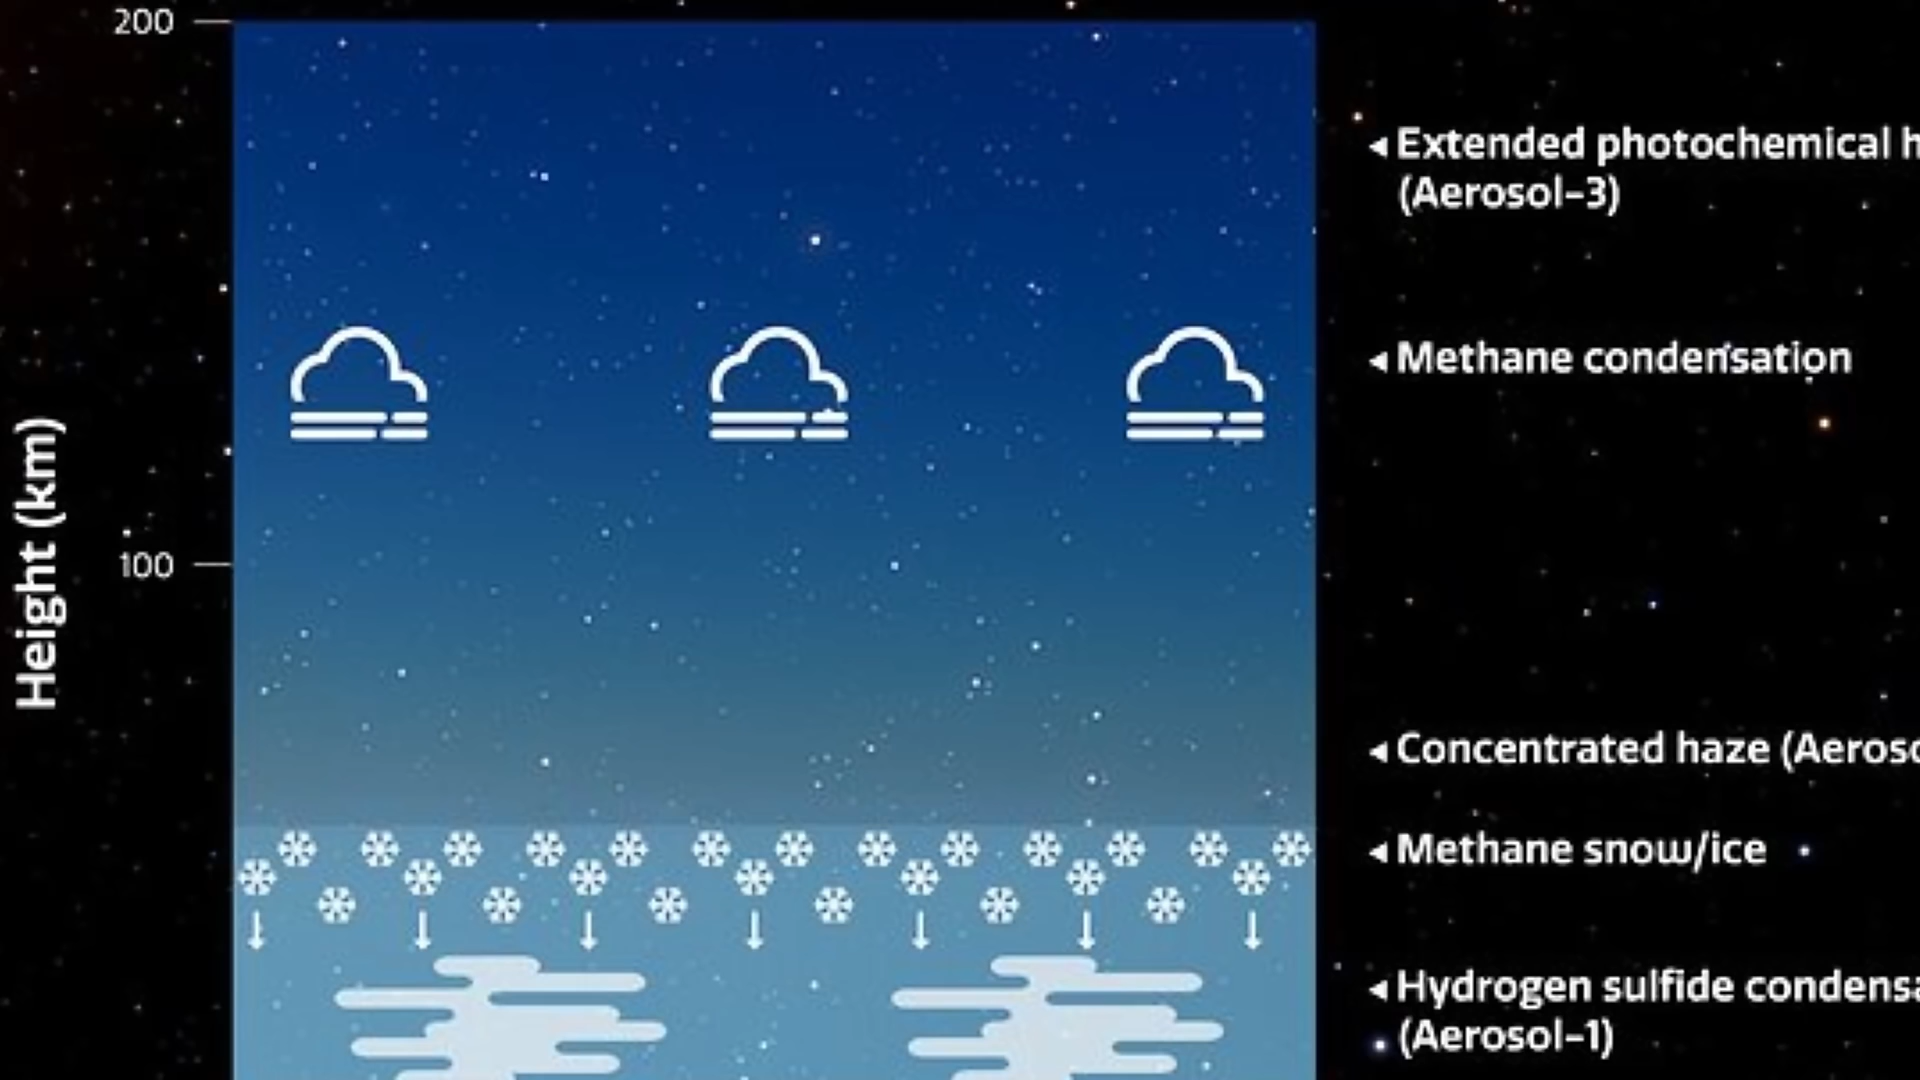 200
Extended photochemical
(Aerosol-3)
Methane condensation
100
Height (km)
Concentrated haze
Methane snow/ice
Hydrogen sulfide
(Aerosol-1)